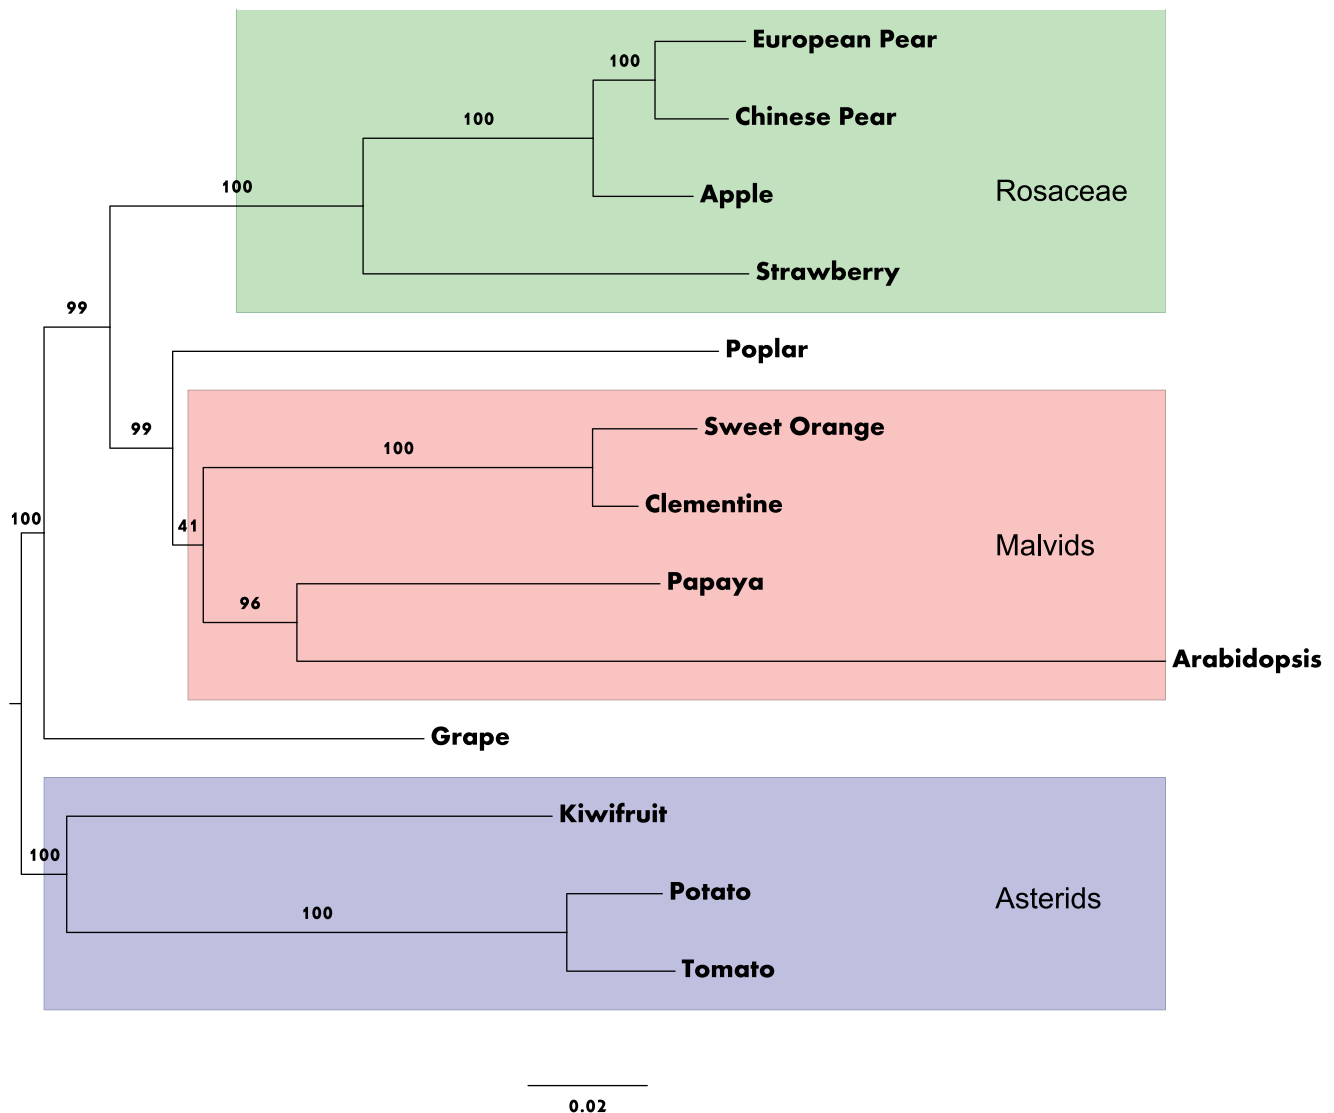 European Pear
100
Chinese Pear
100
100
Apple
Rosaceae
Strawberry
99
Poplar
99
Sweet Orange
100
Clementine
100
41
Malvids
Papaya
96
Arabidopsis
Grape
Kiwifruit
100
Potato
Asterids
100
Tomato
0.02